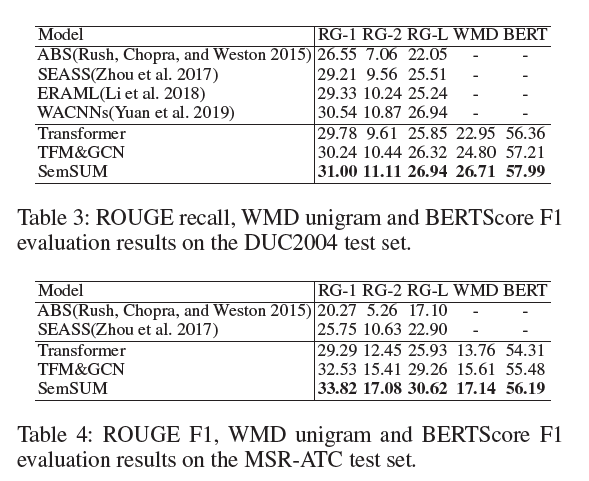 Model RG-1 RG-2 RG-L WMD BERT
ABS(Rush, Chopra, and Weston 2015) 26.55 7.06 22.05 - -
SEASS(Zhou et al. 2017) 29.21 9.56 25.51 - -
ERAML(Li et al. 2018) 29.33 10.24 25.24 - -
WACNNs(Yuan et al. 2019) 30.54 10.87 26.94 - -
Transformer 29.78 9.61 25.85 22.95 56.36
TFM&GCN 30.24 10.44 26.32 24.80 57.21
SemSUM 31.00 11.11 26.94 26.71 57.99
Table 3: ROUGE recall, WMD unigram and BERTScore F1
evaluation results on the DUC2004 test set.
Model RG-1 RG-2 RG-L WMD BERT
ABS(Rush, Chopra, and Weston 2015) 20.27 5.26 17.10 - -
SEASS(Zhou et al. 2017) 25.75 10.63 22.90 - -
Transformer 29.29 12.45 25.93 13.76 54.31
TFM&GCN 32.53 15.41 29.26 15.61 55.48
SemSUM 33.82 17.08 30.62 17.14 56.19
Table 4: ROUGE F1, WMD unigram and BERTScore F1
evaluation results on the MSR-ATC test set.